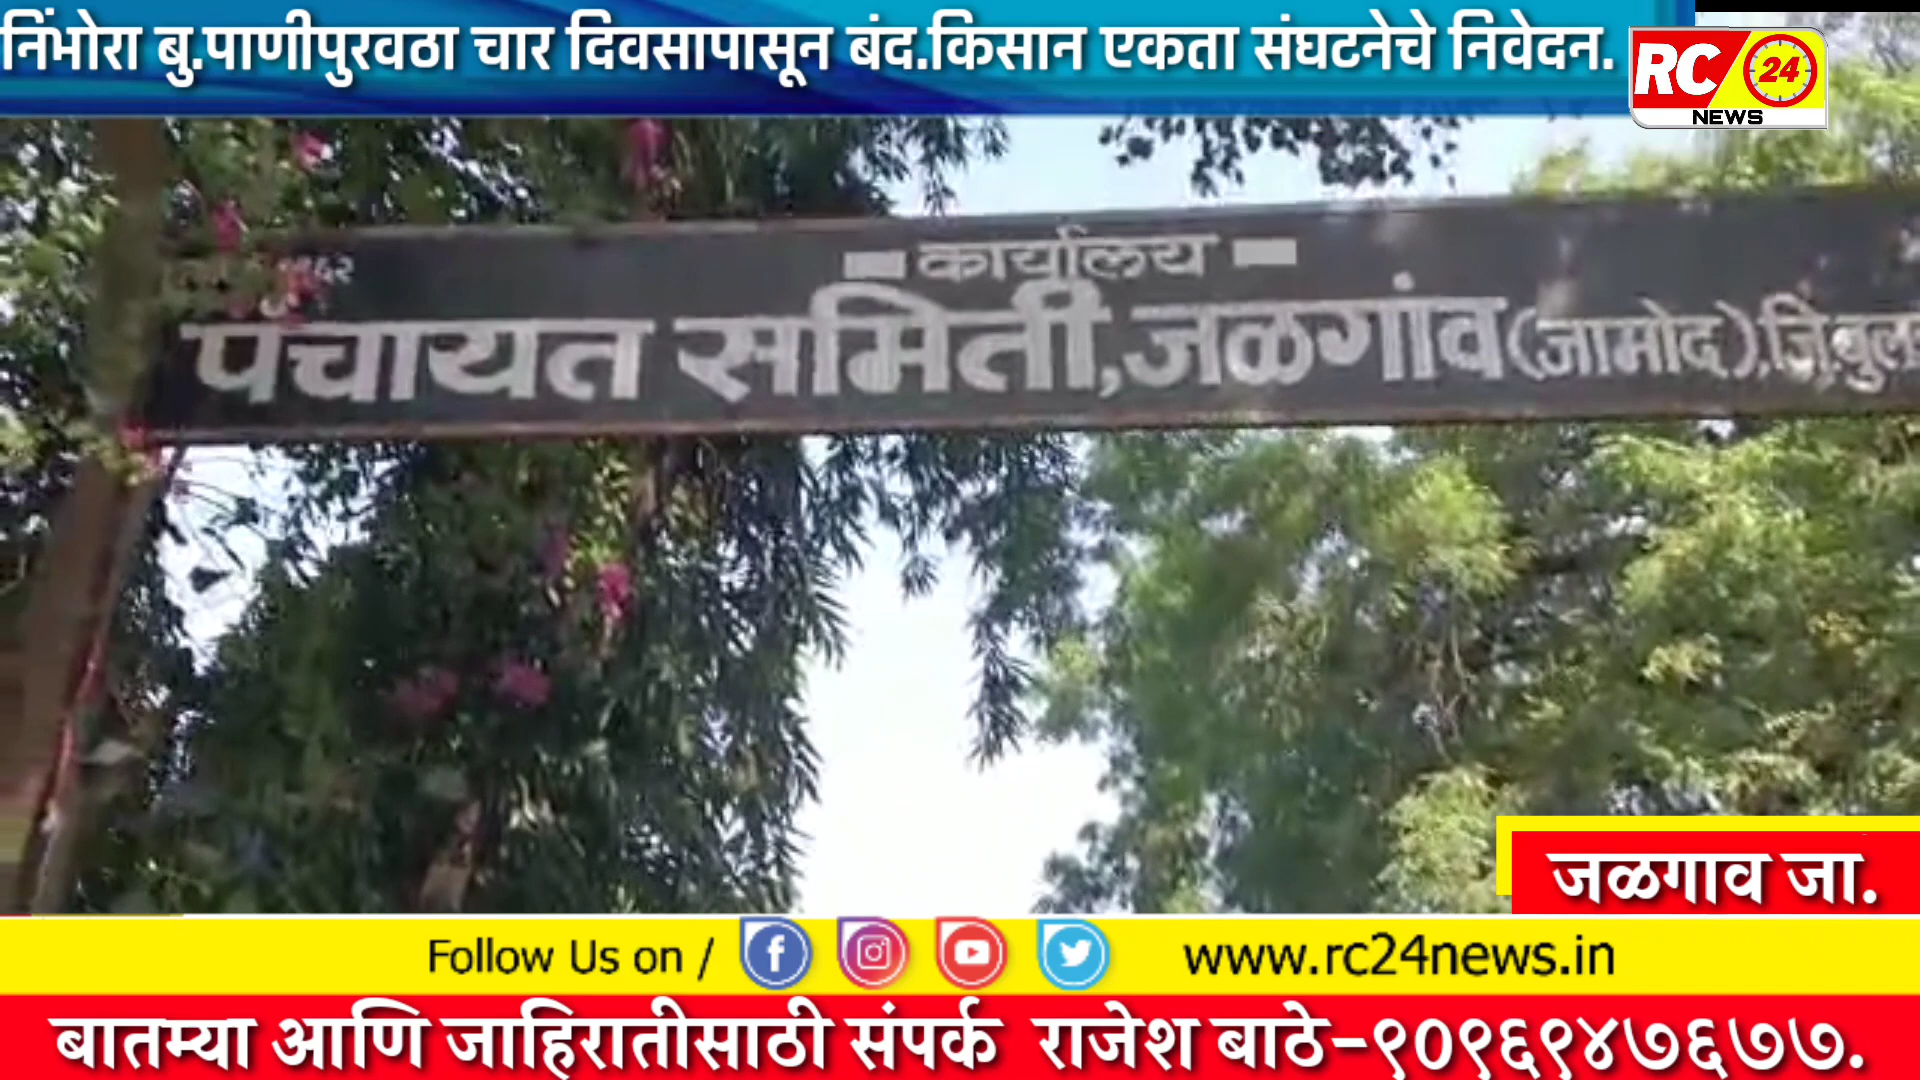 निंभोरा बु.पाणीपुरवठा चार दिवसापासून बंद.किसान एकता संघटनेचे निवेदन.
RC 24
NEWS
कार्यालय
पंचायत समिती,जळगांव (जामोद),जि.
जळगाव जा.
Follow Us on / www.rc24news.in
बातम्या आणि जाहिरातीसाठी संपर्क राजेश बाठे-९०९६९४७६७७.